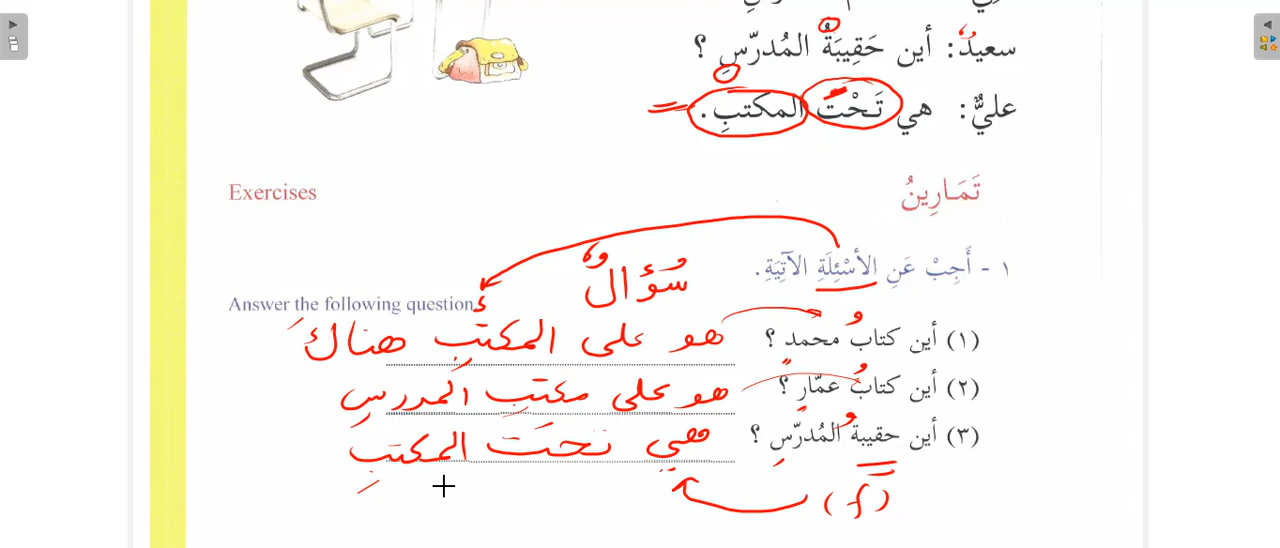 سعيدٌ: أين حَقِيبَةُ المُدرّسِ ؟
عليٌّ: هي تَحْتَ المكتبِ.
Exercises تَمَارِينُ
١ - أَجِبْ عَنِ الأَسْئِلَةِ الآتِيَةِ.
سُؤالٌ
Answer the following question
(١) أين كتابُ محمدٍ ؟ هو على المكتبِ هناكَ
(٢) أين كتابُ عمّارٍ ؟ هو على مكتبِ المدرسِ
(٣) أين حقيبةُ المُدرّسِ ؟ هي تحتَ المكتبِ
(f)